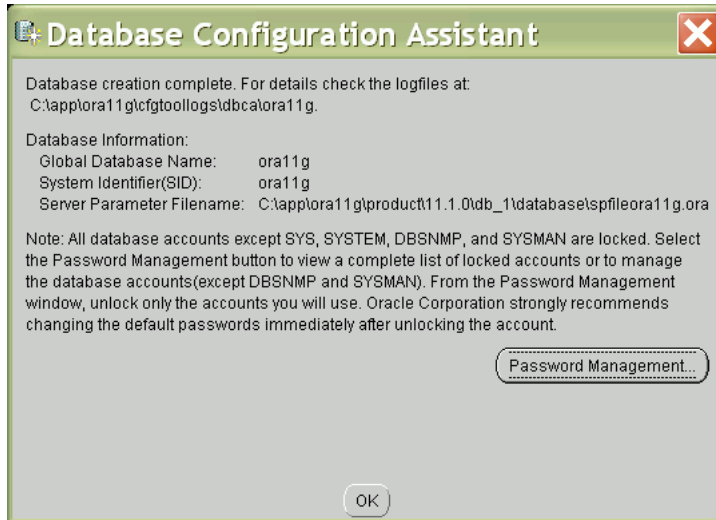 Database Configuration Assistant
Database creation complete. For details check the logfiles at:
C:\app\ora11g\cfgtoollogs\dbca\ora11g.
Database Information:
Global Database Name: ora11g
System Identifier(SID): ora11g
Server Parameter Filename: C:\app\ora11g\product\11.1.0\db_1\database\spfileora11g.ora
Note: All database accounts except SYS, SYSTEM, DBSNMP, and SYSMAN are locked. Select
the Password Management button to view a complete list of locked accounts or to manage
the database accounts(except DBSNMP and SYSMAN). From the Password Management
window, unlock only the accounts you will use. Oracle Corporation strongly recommends
changing the default passwords immediately after unlocking the account.
Password Management...
OK